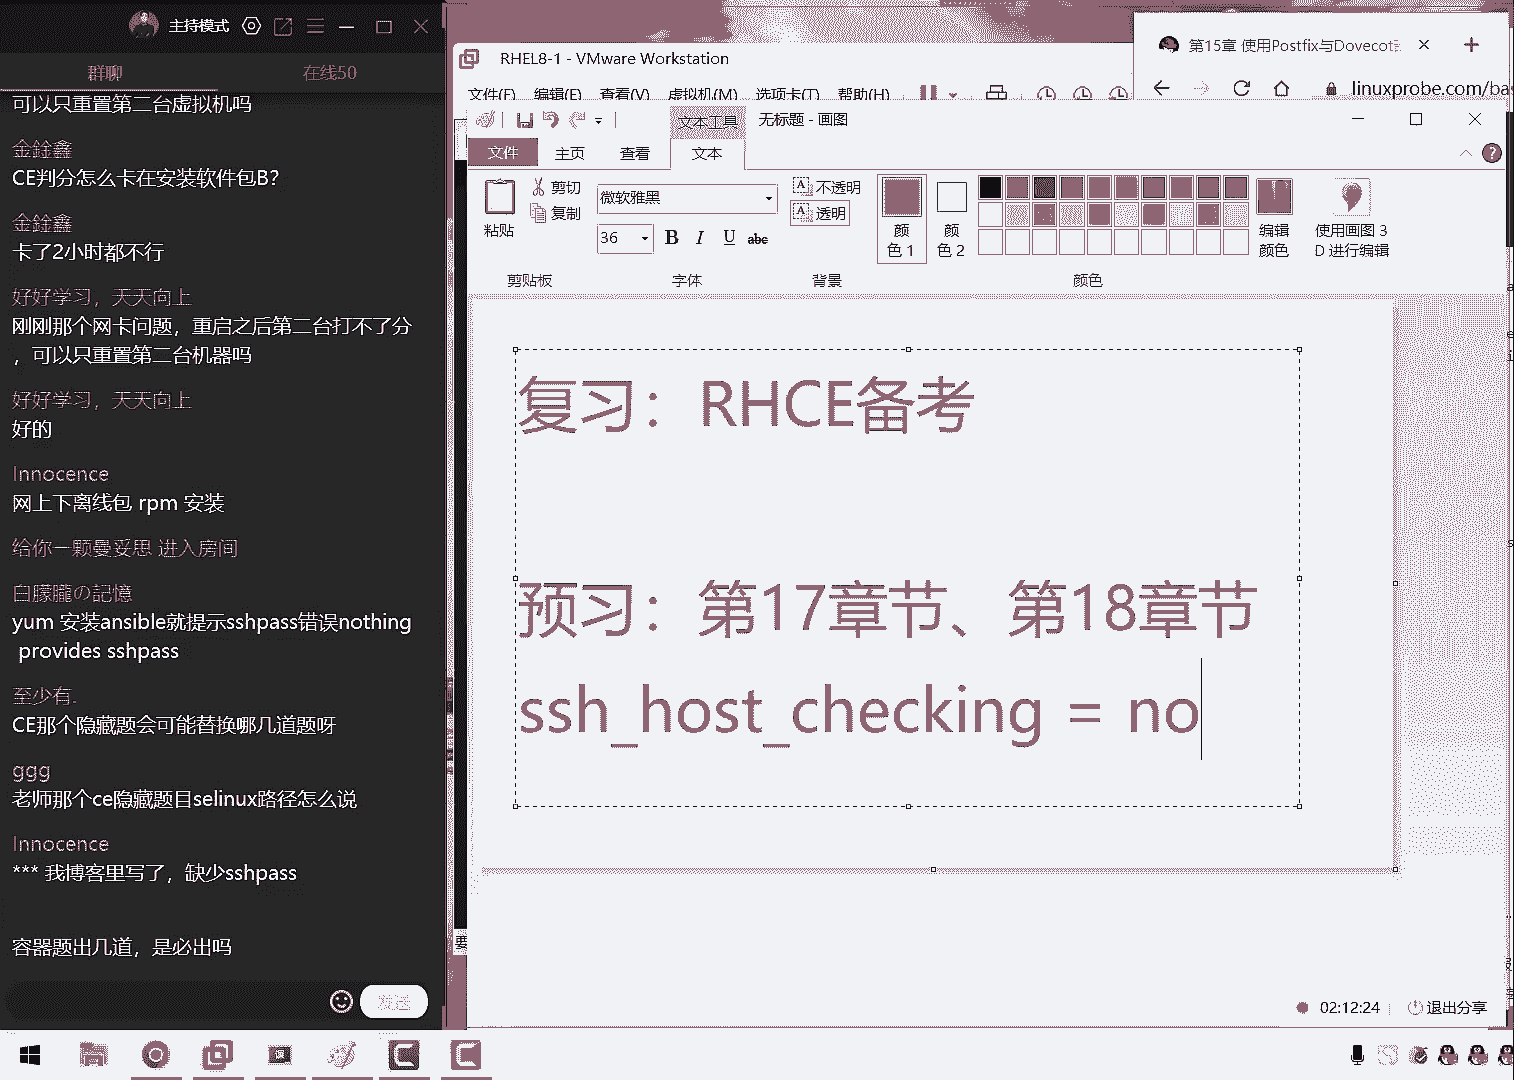 主持模式
群聊
在线50
可以只重置第二台虚拟机吗
金銓鑫
CE判分怎么卡在安装软件包B?
金銓鑫
卡了2小时都不行
好好学习，天天向上
刚刚那个网卡问题，重启之后第二台打不了分
，可以只重置第二台机器吗
好好学习，天天向上
好的
Innocence
网上下离线包 rpm 安装
给你一颗曼妥思 进入房间
白朦朧の記憶
yum 安装ansible就提示sshpass错误nothing
provides sshpass
至少有.
CE那个隐藏题会可能替换哪几道题呀
ggg
老师那个ce隐藏题目selinux路径怎么说
Innocence
*** 我博客里写了，缺少sshpass
容器题出几道，是必出吗
发送
RHEL8-1 - VMware Workstation
文件(F) 编辑(E) 查看(V) 虚拟机(M) 选项卡(T) 帮助(H)
第15章 使用Postfix与Dovecot
linuxprobe.com/bas
文本工具
无标题 - 画图
文件
主页
查看
文本
粘贴
剪切
复制
剪贴板
微软雅黑
36
B I U abc
字体
不透明
透明
背景
颜
色 1
颜
色 2
颜色
编辑
颜色
使用画图 3
D 进行编辑
复习：RHCE备考
预习：第17章节、第18章节
ssh_host_checking = no
要
02:12:24
退出分享